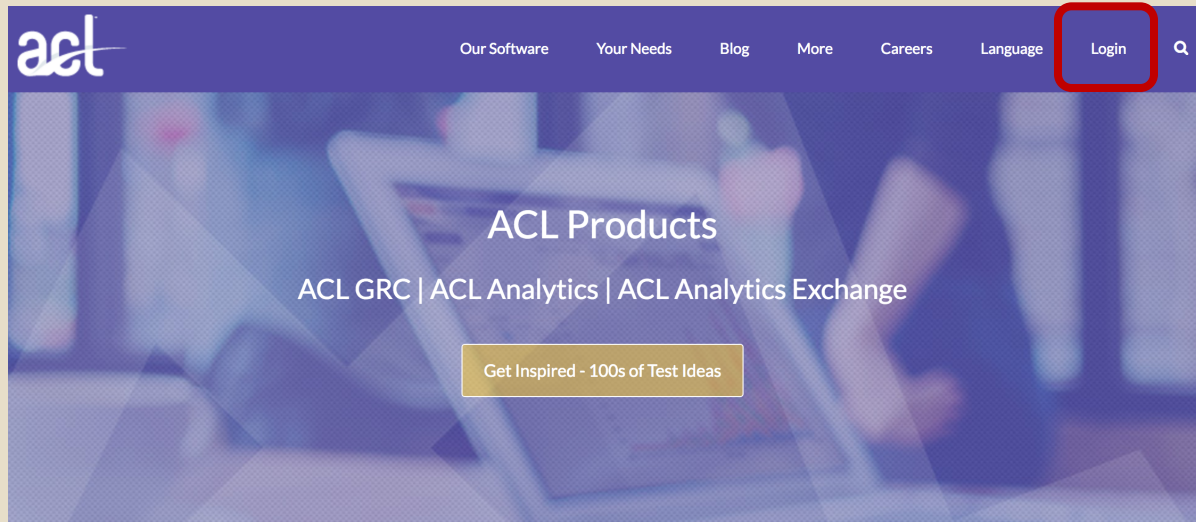 acl
Our Software Your Needs Blog More Careers Language Login
ACL Products
ACL GRC | ACL Analytics | ACL Analytics Exchange
Get Inspired - 100s of Test Ideas